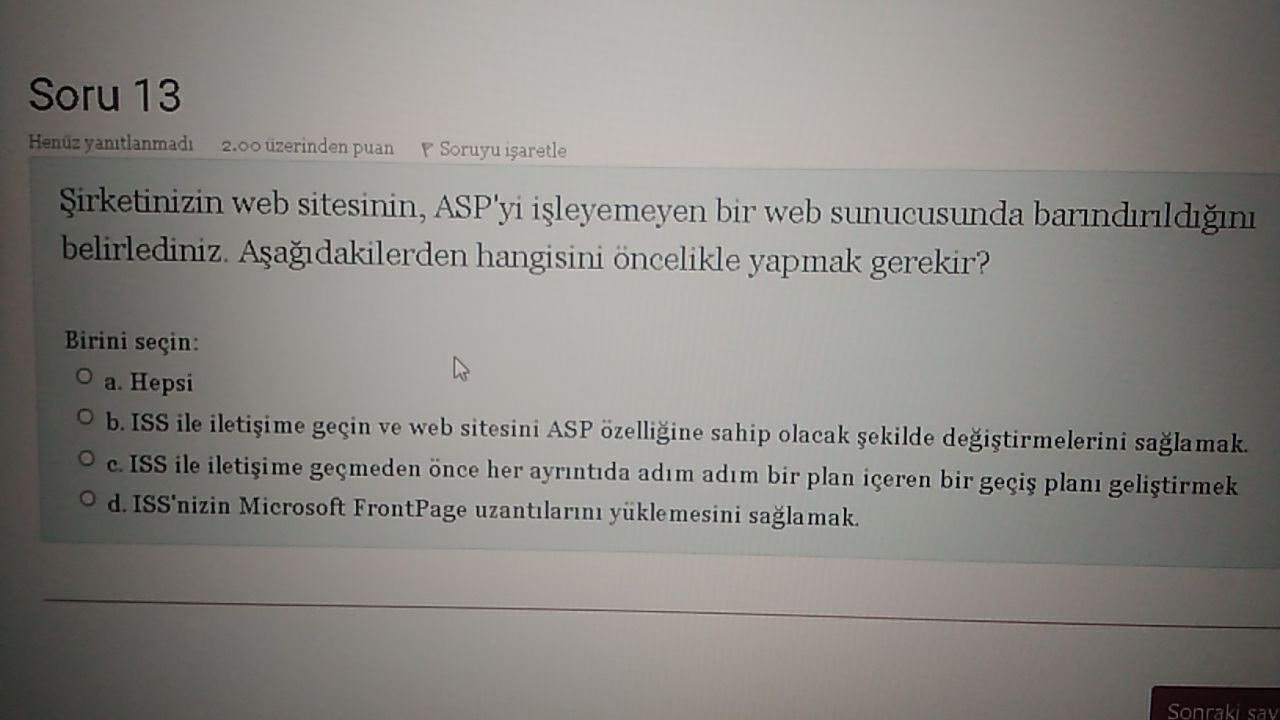 Soru 13
Henüz yanıtlanmadı 2.00 üzerinden puan Soruyu işaretle
Şirketinizin web sitesinin, ASP'yi işleyemeyen bir web sunucusunda barındırıldığını
belirlediniz. Aşağıdakilerden hangisini öncelikle yapmak gerekir?
Birini seçin:
a. Hepsi
b. ISS ile iletişime geçin ve web sitesini ASP özelliğine sahip olacak şekilde değiştirmelerini sağlamak.
c. ISS ile iletişime geçmeden önce her ayrıntıda adım adım bir plan içeren bir geçiş planı geliştirmek
d. ISS'nizin Microsoft FrontPage uzantılarını yüklemesini sağlamak.
Sonraki say